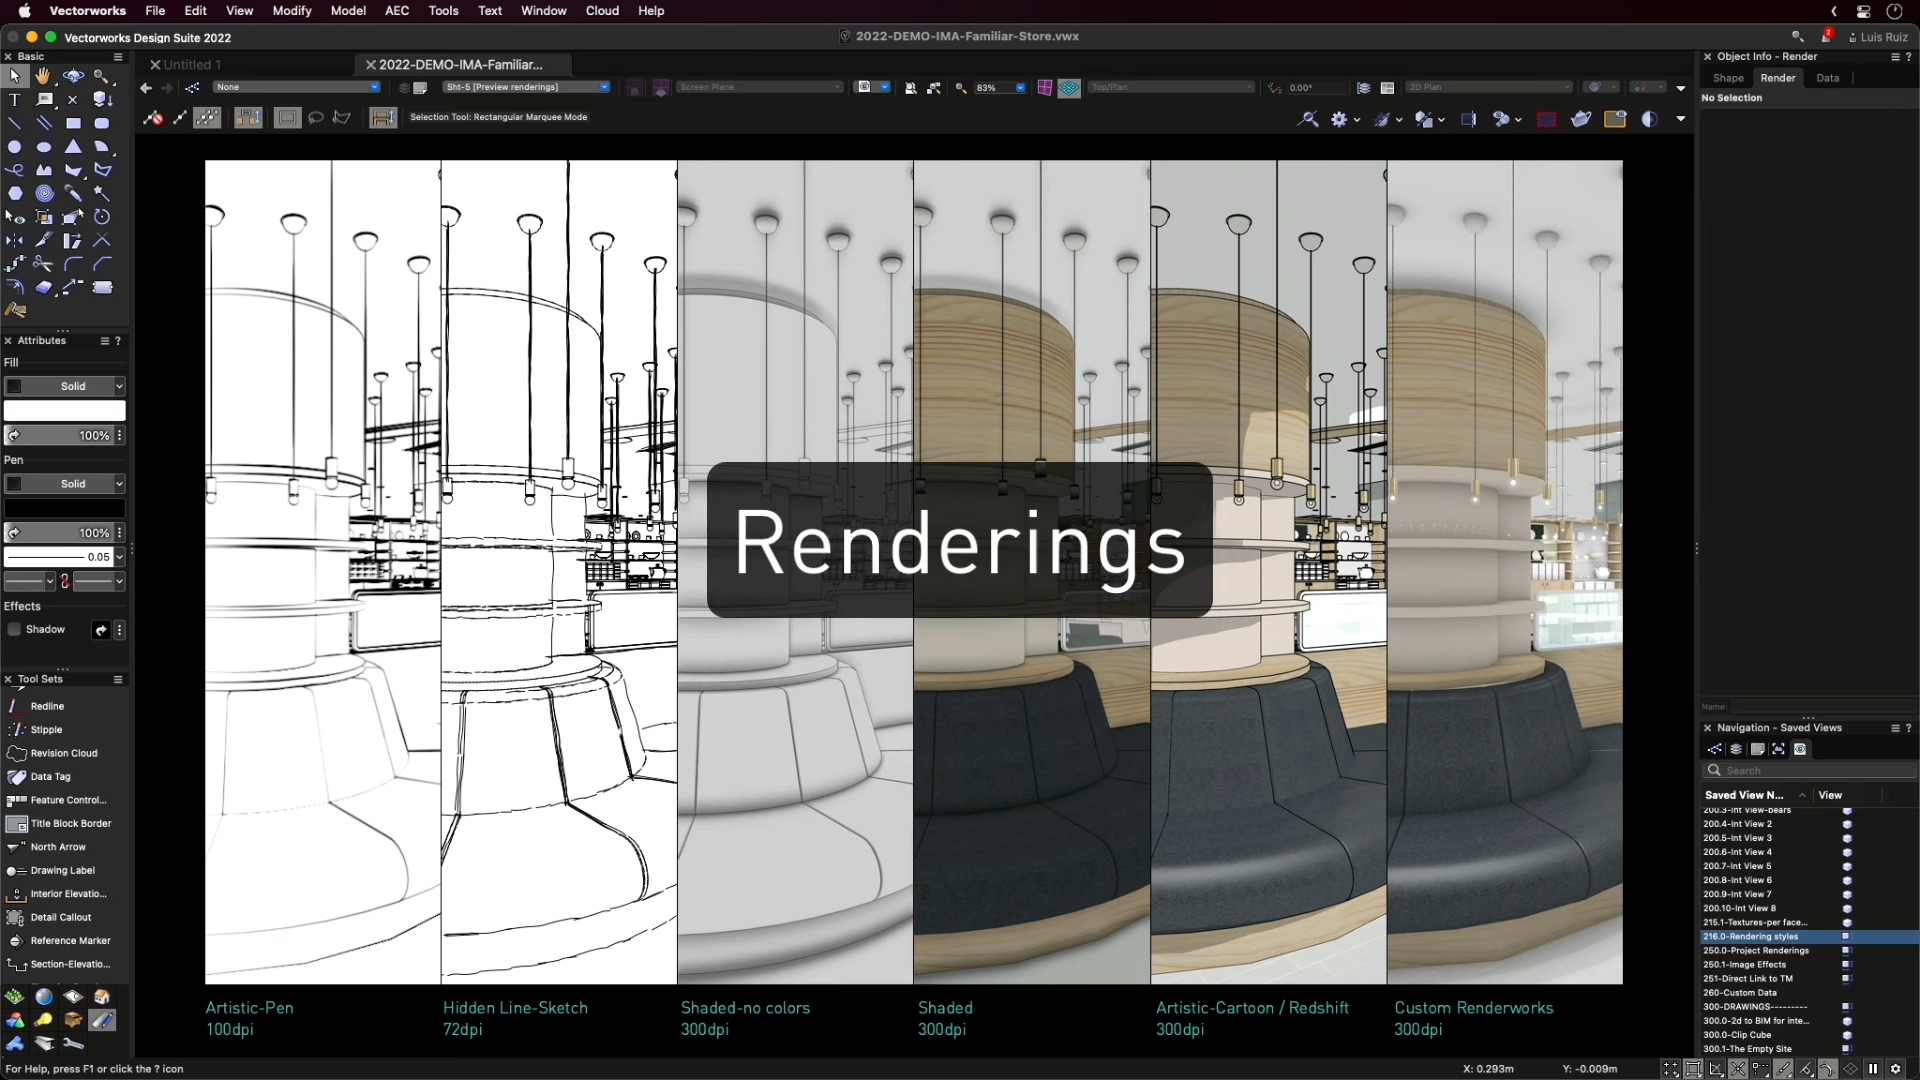 Vectorworks File Edit View Modify Model AEC Tools Text Window Cloud Help
Vectorworks Design Suite 2022
2022-DEMO-IMA-Familiar-Store.vwx
2
Luis Ruiz
Basic
Untitled 1
2022-DEMO-IMA-Familiar...
None
Sht-5 [Preview renderings]
Screen Plane
83%
Top/Plan
0.00°
2D Plan
Selection Tool: Rectangular Marquee Mode
Attributes
Fill
Solid
100%
Pen
Solid
100%
0.05
Effects
Shadow
Tool Sets
Redline
Stipple
Revision Cloud
Data Tag
Feature Control...
Title Block Border
North Arrow
Drawing Label
Interior Elevatio...
Detail Callout
Reference Marker
Section-Elevatio...
Renderings
Artistic-Pen
100dpi
Hidden Line-Sketch
72dpi
Shaded-no colors
300dpi
Shaded
300dpi
Artistic-Cartoon / Redshift
300dpi
Custom Renderworks
300dpi
Object Info - Render
Shape Render Data
No Selection
Name:
Navigation - Saved Views
Search
Saved View N... View
200.3-Int View-bears
200.4-Int View 2
200.5-Int View 3
200.6-Int View 4
200.7-Int View 5
200.8-Int View 6
200.9-Int View 7
200.10-Int View 8
215.1-Textures-per face...
216.0-Rendering styles
250.0-Project Renderings
250.1-Image Effects
251-Direct Link to TM
260-Custom Data
300-DRAWINGS---------
300.0-2d to BIM for inte...
300.0-Clip Cube
300.1-The Empty Site
For Help, press F1 or click the ? icon
X: 0.293m Y: -0.009m